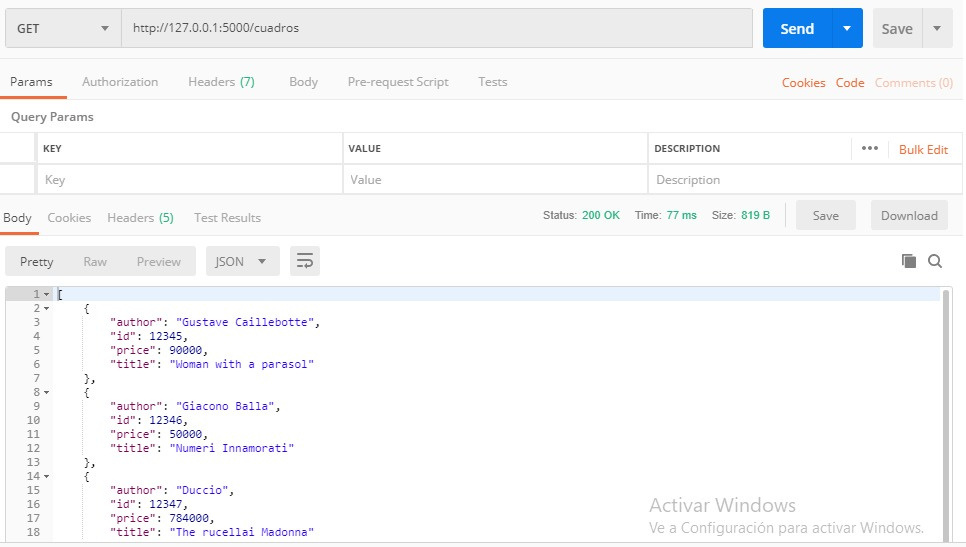 GET http://127.0.0.1:5000/cuadros Send Save
Params Authorization Headers (7) Body Pre-request Script Tests Cookies Code Comments (0)
Query Params
KEY VALUE DESCRIPTION ••• Bulk Edit
Key Value Description
Body Cookies Headers (5) Test Results Status: 200 OK Time: 77 ms Size: 819 B Save Download
Pretty Raw Preview JSON
1 [
2 {
3 "author": "Gustave Caillebotte",
4 "id": 12345,
5 "price": 90000,
6 "title": "Woman with a parasol"
7 },
8 {
9 "author": "Giacono Balla",
10 "id": 12346,
11 "price": 50000,
12 "title": "Numeri Innamorati"
13 },
14 {
15 "author": "Duccio",
16 "id": 12347,
17 "price": 784000,
18 "title": "The rucellai Madonna"
Activar Windows
Ve a Configuración para activar Windows.